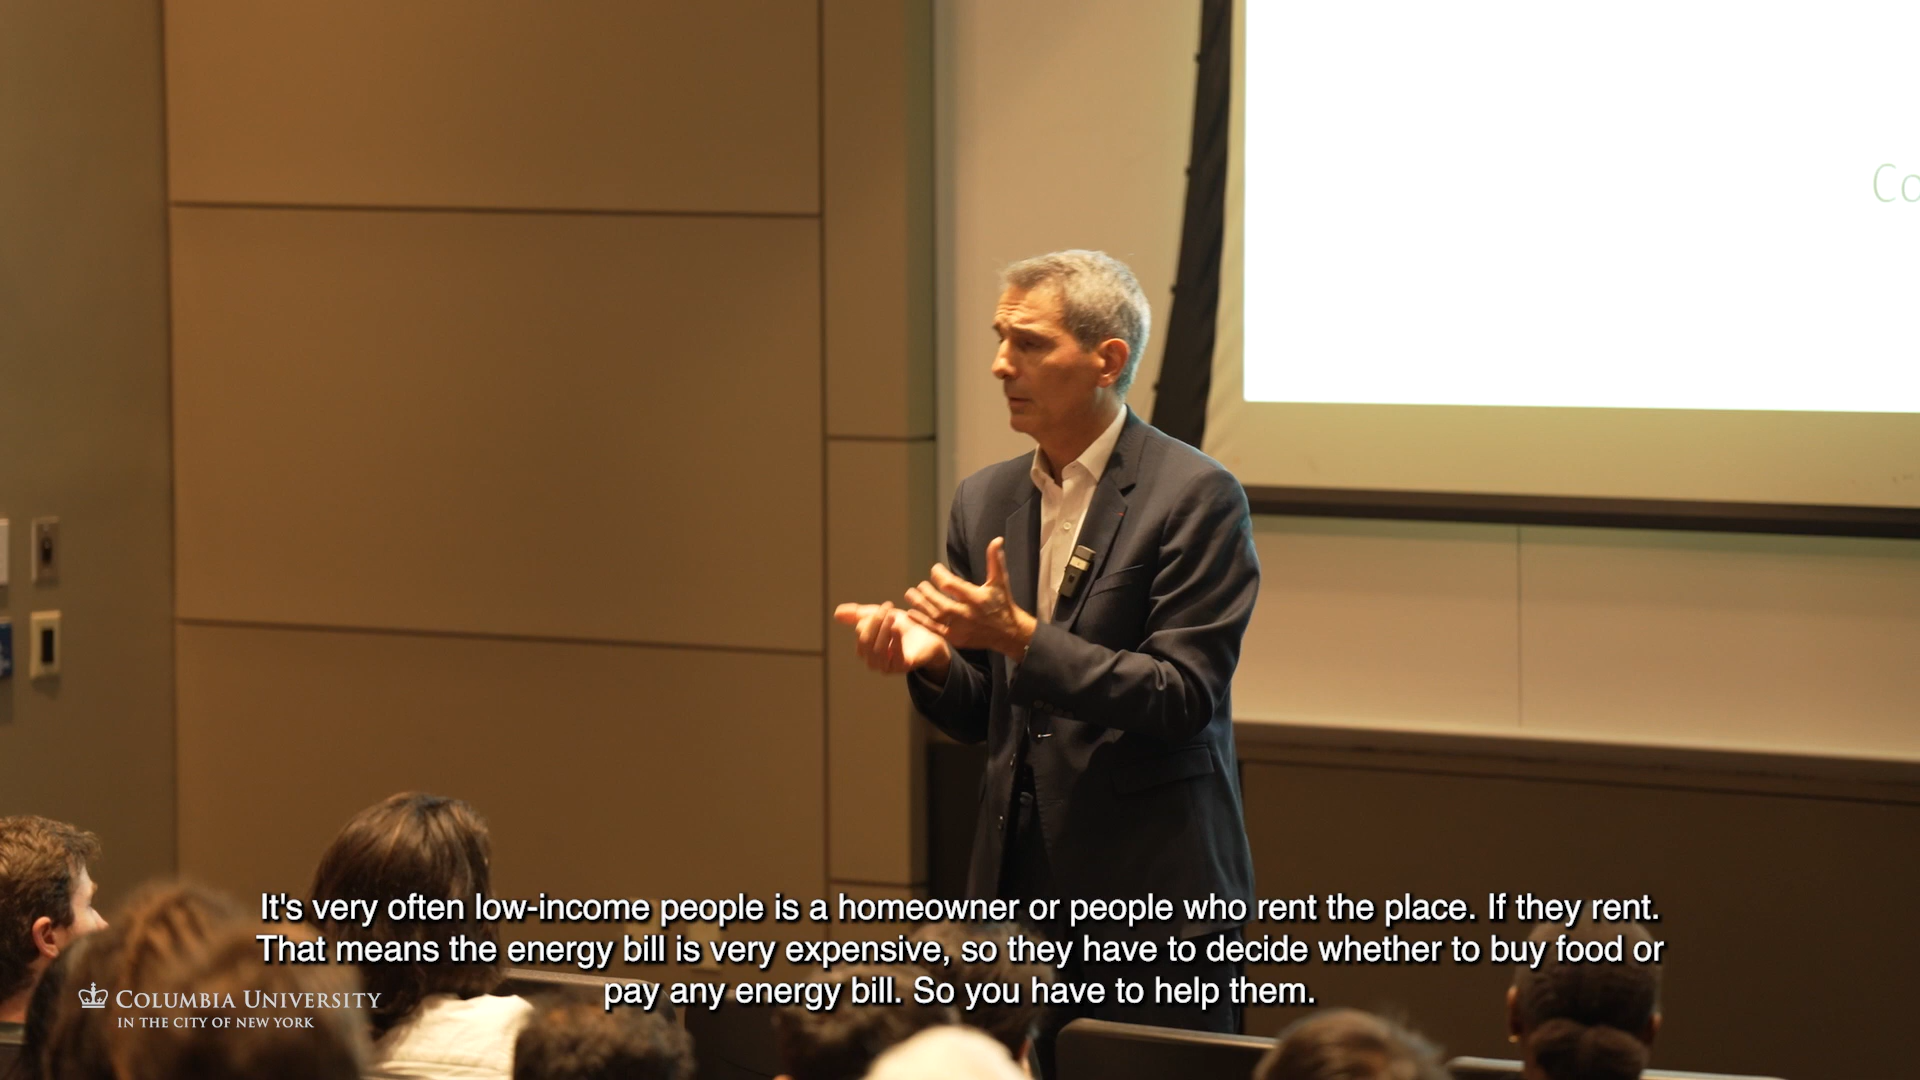 Co
It's very often low-income people is a homeowner or people who rent the place. If they rent.
That means the energy bill is very expensive, so they have to decide whether to buy food or
pay any energy bill. So you have to help them.
COLUMBIA UNIVERSITY
IN THE CITY OF NEW YORK